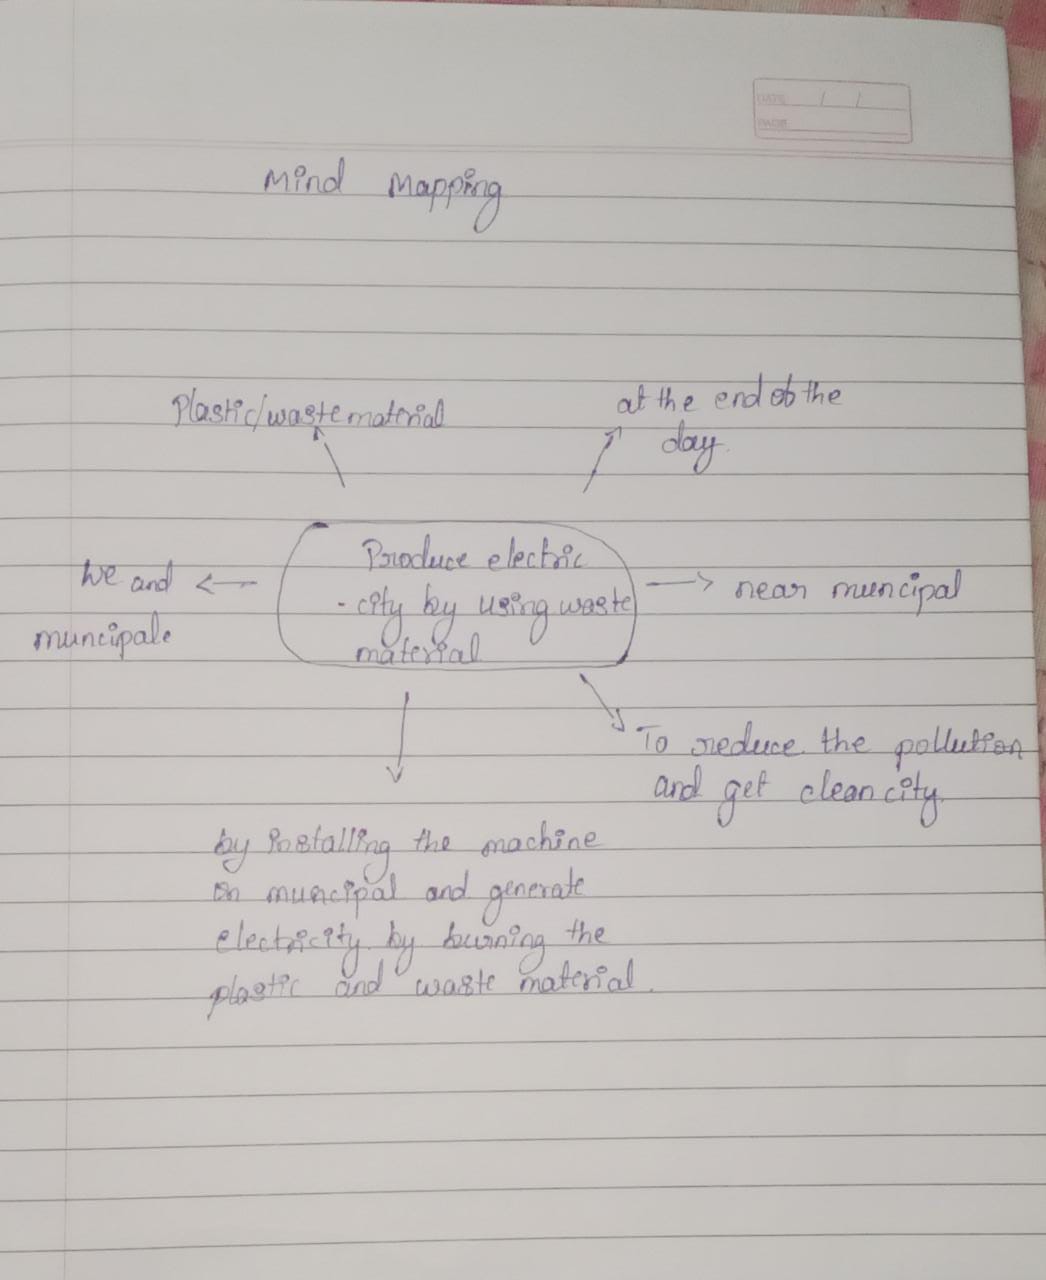 DATE / /
PAGE
Mind Mapping
Plastic/waste material
at the end of the
day.
Produce electric
-city by using waste
material
We and
muncipale
near muncipal
To reduce the pollution
and get clean city.
by installing the machine
in muncipal and generate
electricity by burning the
plastic and waste material.